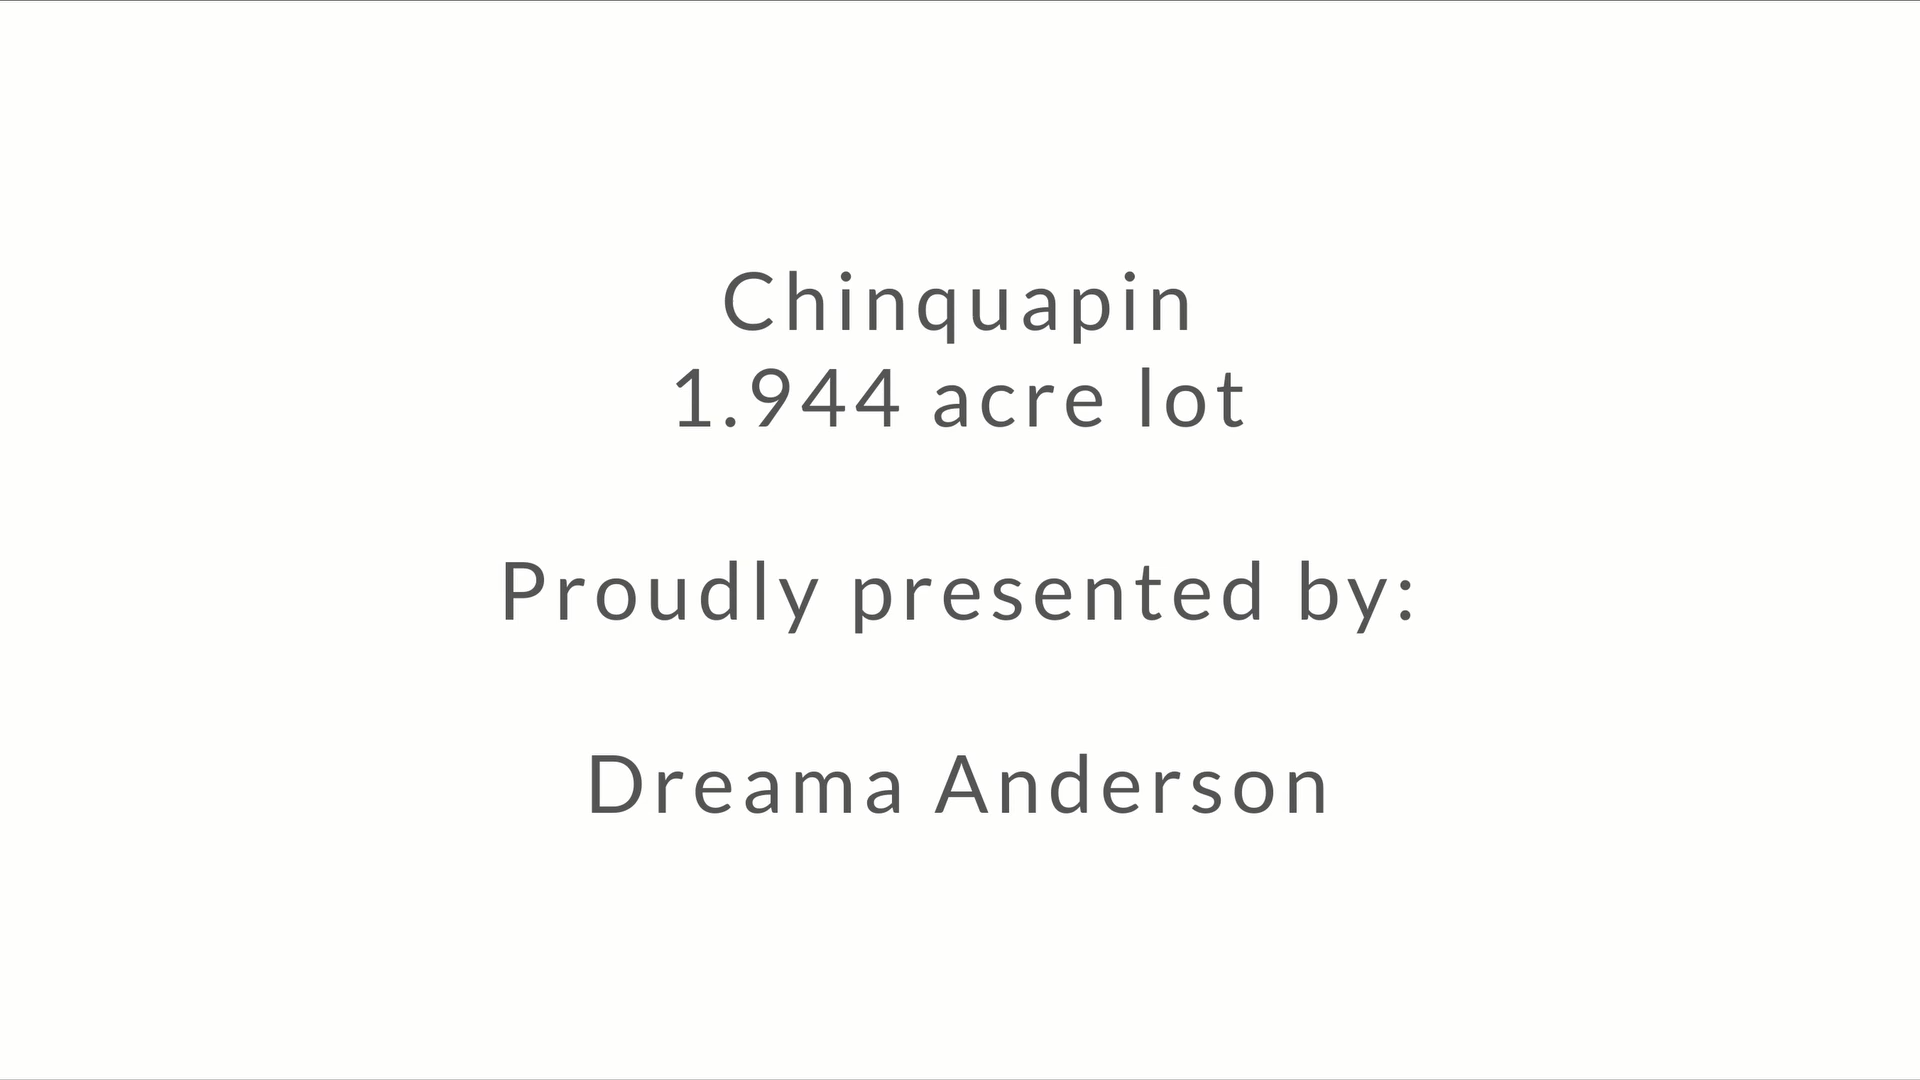 Chinquapin
1.944 acre lot
Proudly presented by:
Dreama Anderson